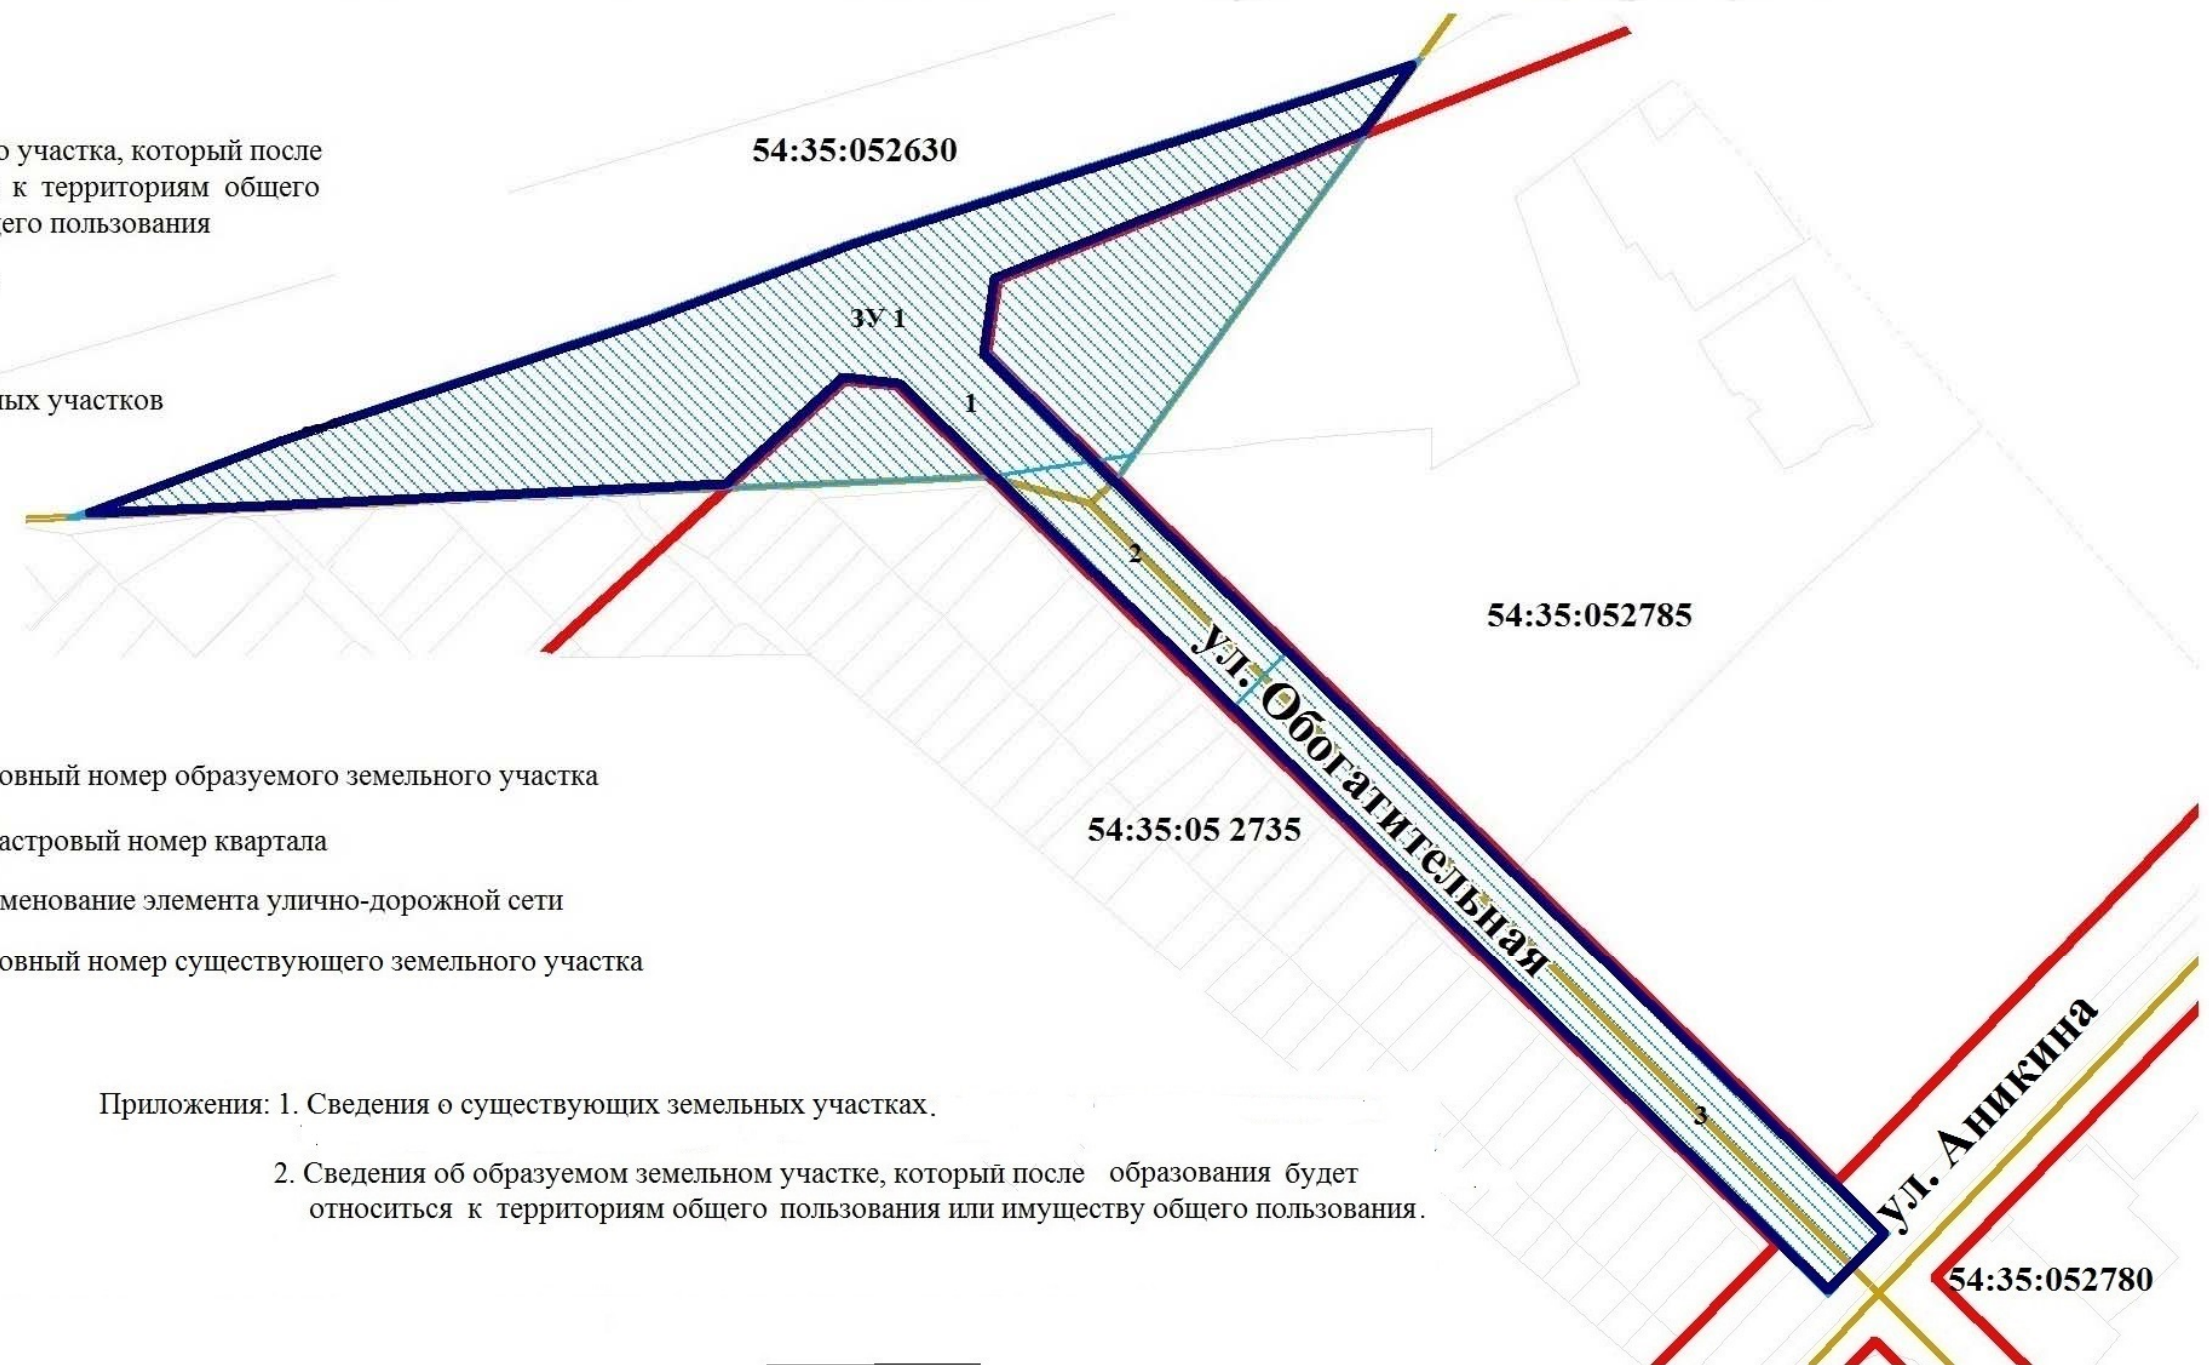 о участка, который после
к территориям общего
щего пользования
ных участков
54:35:052630
ЗУ 1
1
2
ул. Обогатительная
54:35:052785
54:35:05 2735
3
ул. Аникина
54:35:052780
овный номер образуемого земельного участка
астровый номер квартала
менование элемента улично-дорожной сети
овный номер существующего земельного участка
Приложения: 1. Сведения о существующих земельных участках.
2. Сведения об образуемом земельном участке, который после образования будет
относиться к территориям общего пользования или имуществу общего пользования.